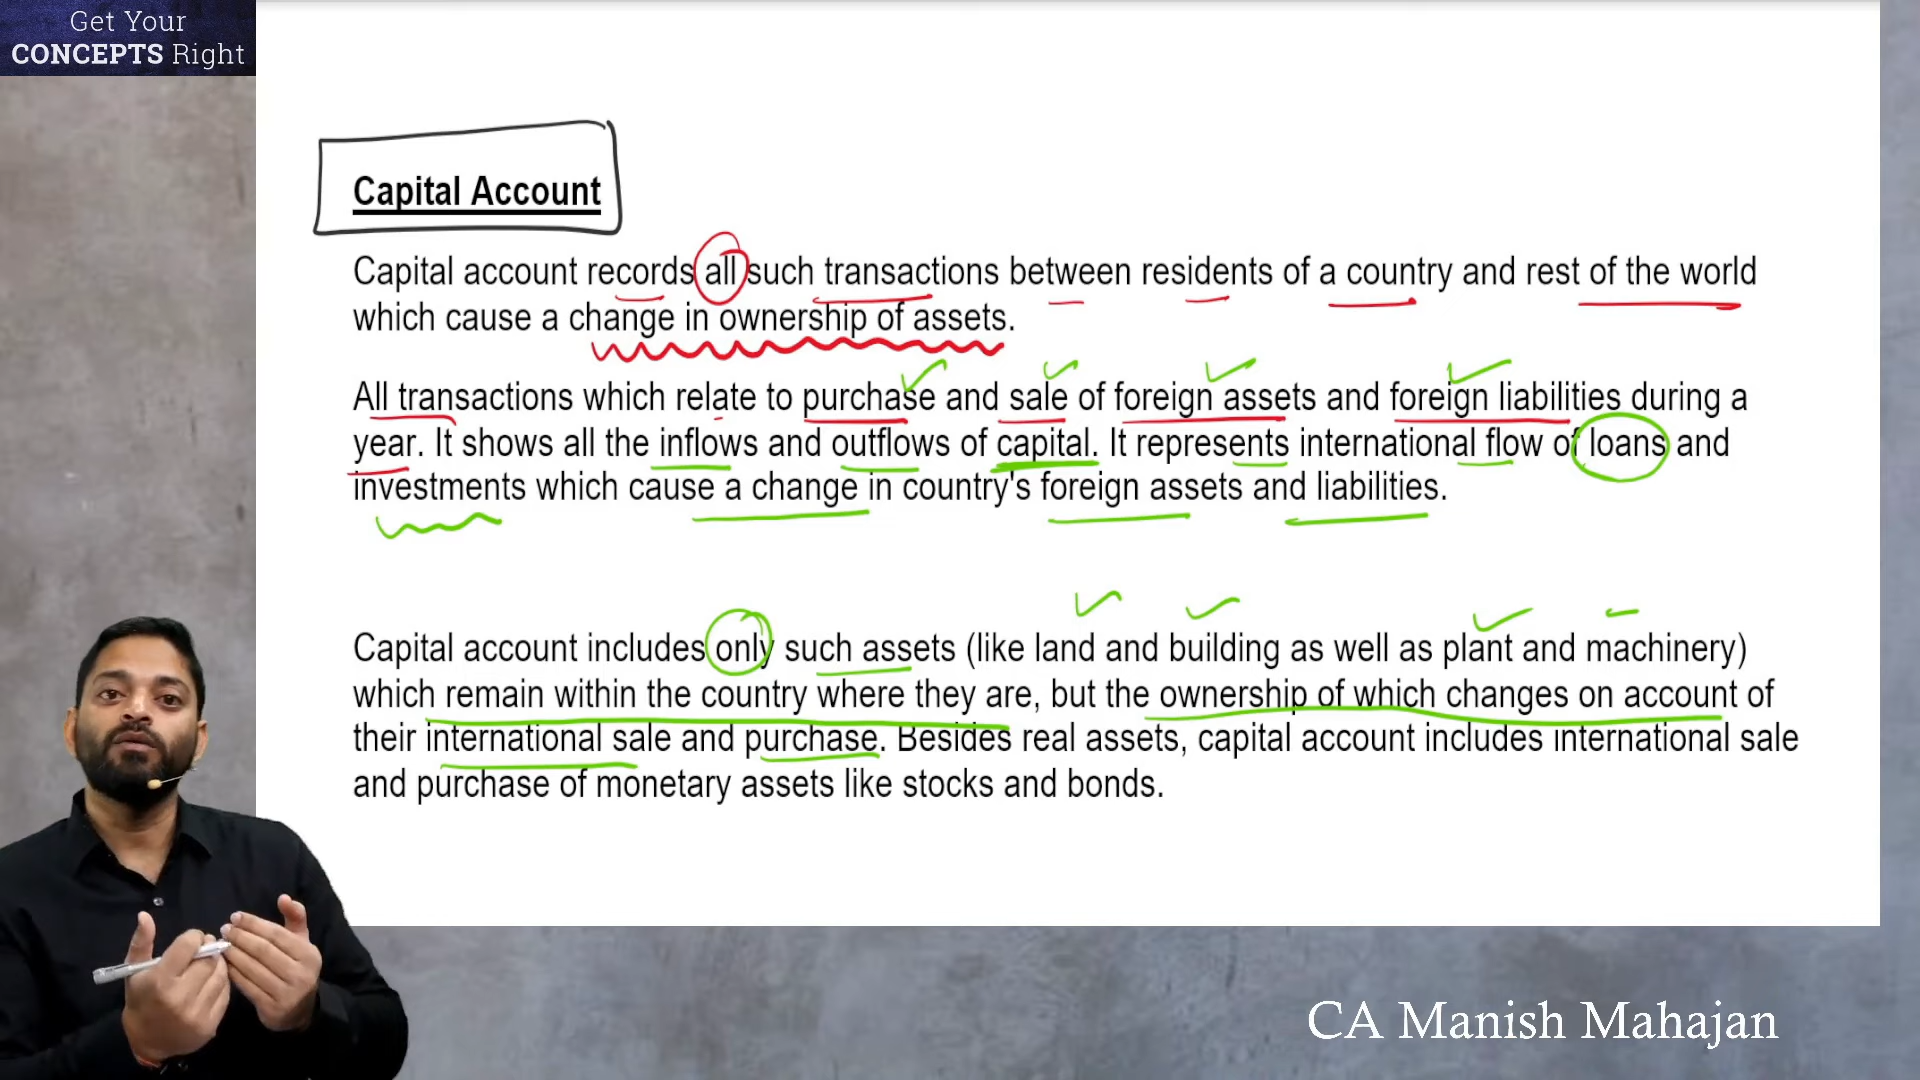 Get Your
CONCEPTS Right
Capital Account
Capital account records all such transactions between residents of a country and rest of the world
which cause a change in ownership of assets.
All transactions which relate to purchase and sale of foreign assets and foreign liabilities during a
year. It shows all the inflows and outflows of capital. It represents international flow of loans and
investments which cause a change in country's foreign assets and liabilities.
Capital account includes only such assets (like land and building as well as plant and machinery)
which remain within the country where they are, but the ownership of which changes on account of
their international sale and purchase. Besides real assets, capital account includes international sale
and purchase of monetary assets like stocks and bonds.
CA Manish Mahajan